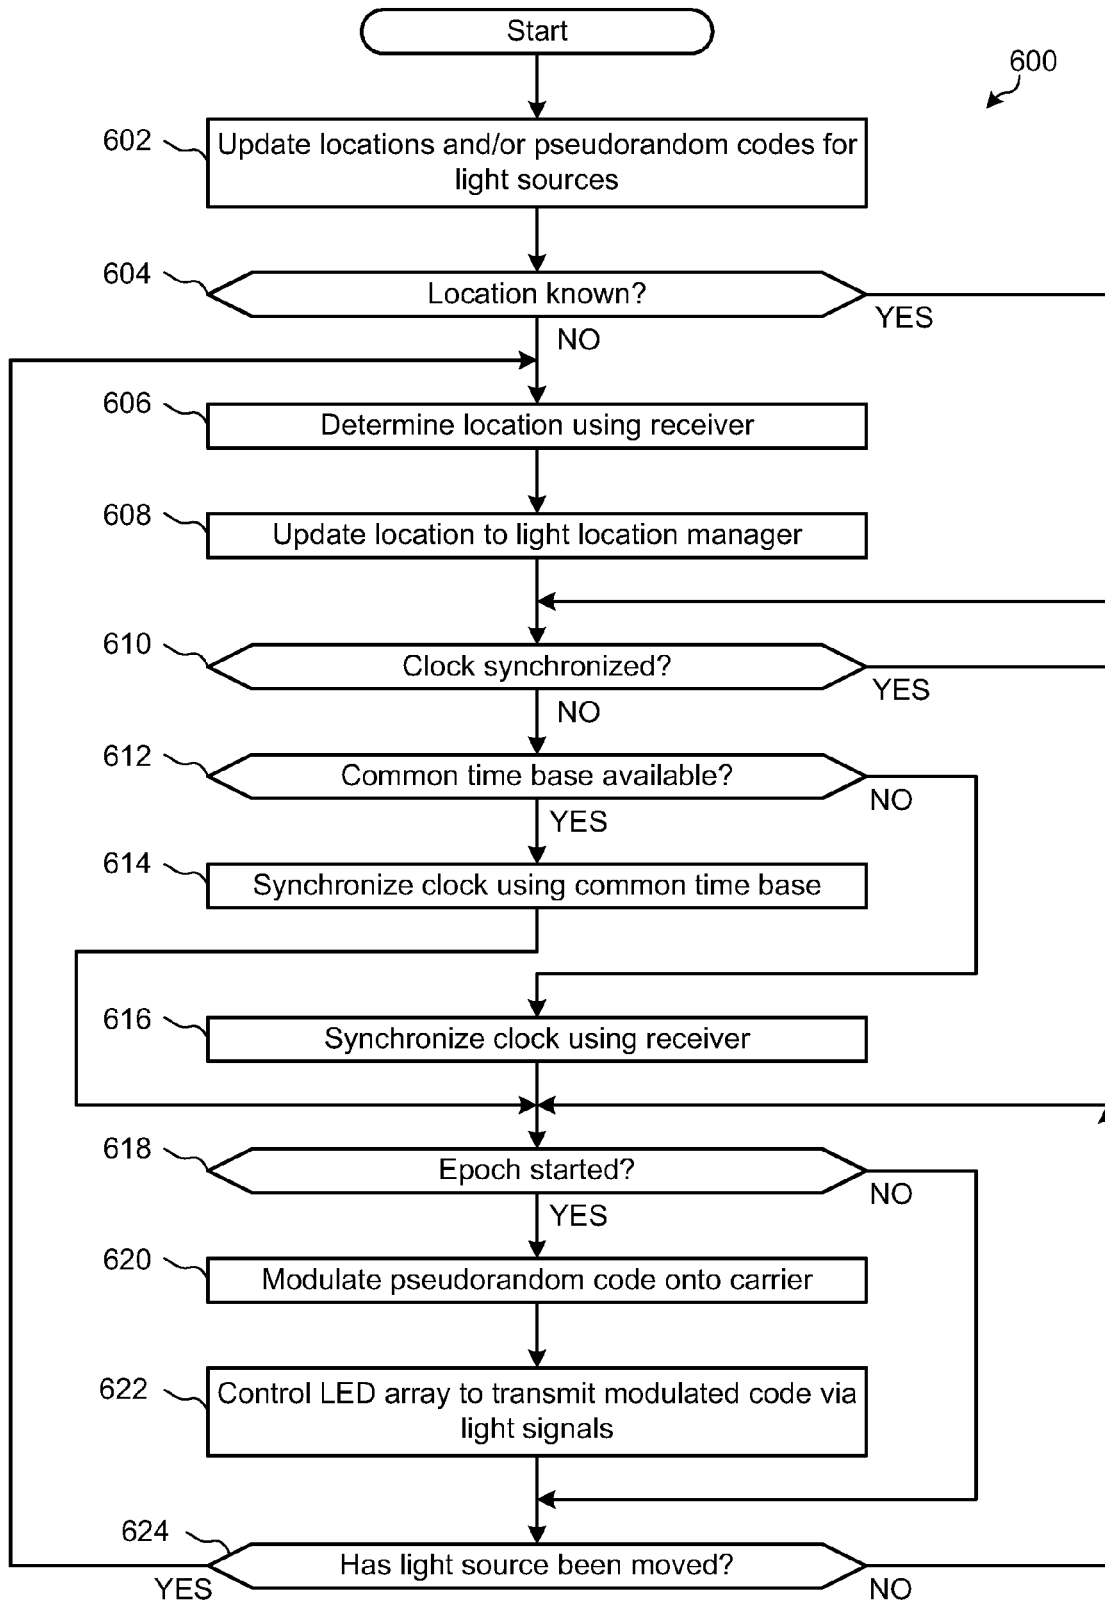 Start
600
602
Update locations and/or pseudorandom codes for
light sources
604
Location known?
YES
NO
606
Determine location using receiver
608
Update location to light location manager
610
Clock synchronized?
YES
NO
612
Common time base available?
NO
YES
614
Synchronize clock using common time base
616
Synchronize clock using receiver
618
Epoch started?
NO
YES
620
Modulate pseudorandom code onto carrier
622
Control LED array to transmit modulated code via
light signals
624
Has light source been moved?
YES
NO